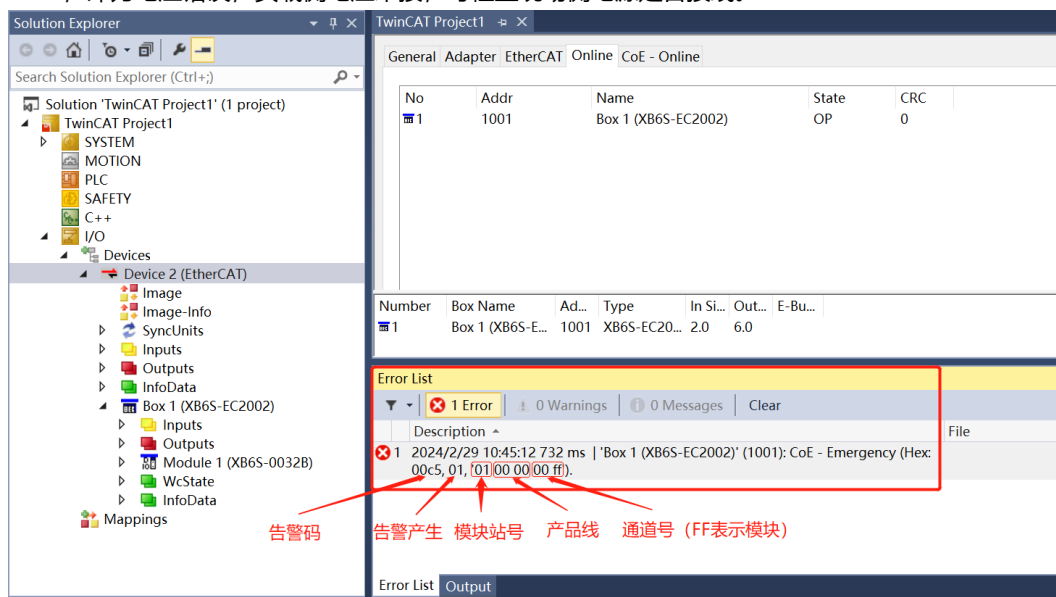 Solution Explorer
Search Solution Explorer (Ctrl+;)
Solution 'TwinCAT Project1' (1 project)
TwinCAT Project1
SYSTEM
MOTION
PLC
SAFETY
C++
I/O
Devices
Device 2 (EtherCAT)
Image
Image-Info
SyncUnits
Inputs
Outputs
InfoData
Box 1 (XB6S-EC2002)
Inputs
Outputs
Module 1 (XB6S-0032B)
WcState
InfoData
Mappings
TwinCAT Project1
General Adapter EtherCAT Online CoE - Online
No Addr Name State CRC
1 1001 Box 1 (XB6S-EC2002) OP 0
Number Box Name Ad... Type In Si... Out... E-Bu...
1 Box 1 (XB6S-E... 1001 XB6S-EC20... 2.0 6.0
Error List
1 Error 0 Warnings 0 Messages Clear
Description File
1 2024/2/29 10:45:12 732 ms | 'Box 1 (XB6S-EC2002)' (1001): CoE - Emergency (Hex:
00c5, 01, '01 00 00 00 ff).
告警码 告警产生 模块站号 产品线 通道号（FF表示模块）
Error List Output